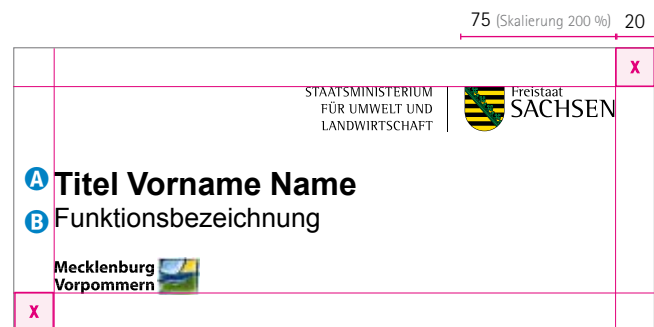 75 (Skalierung 200 %) 20
X
STAATSMINISTERIUM
FÜR UMWELT UND
LANDWIRTSCHAFT
Freistaat
SACHSEN
A Titel Vorname Name
B Funktionsbezeichnung
Mecklenburg
Vorpommern
X